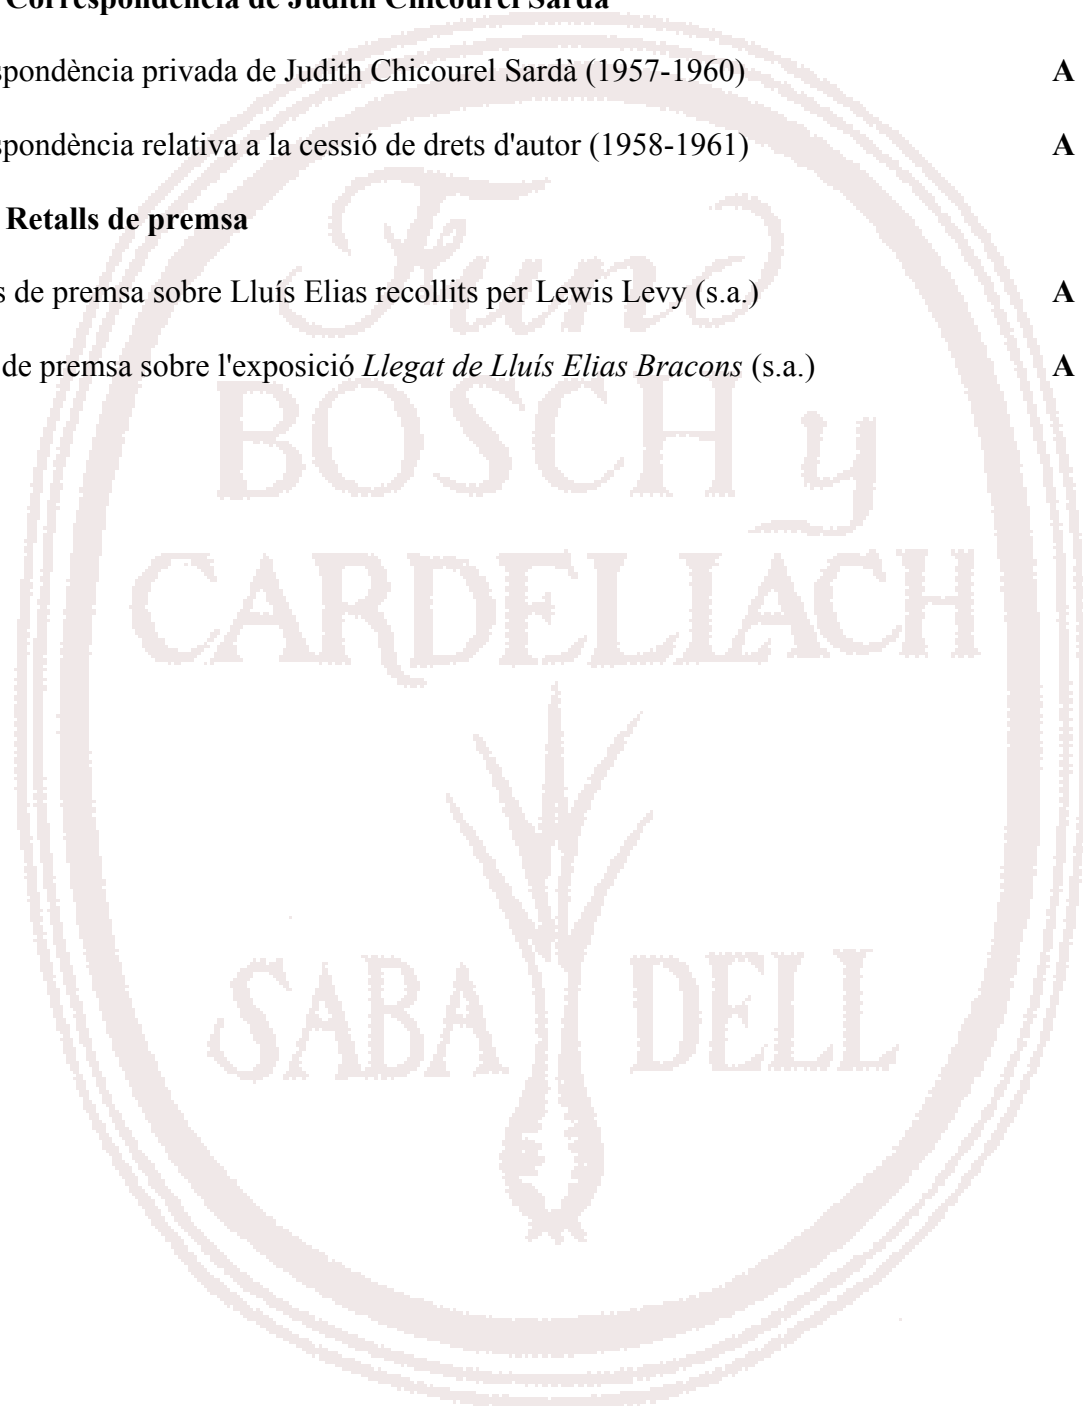 Correspondència de Judith Chicourel Sardà
spondència privada de Judith Chicourel Sardà (1957-1960) A
spondència relativa a la cessió de drets d'autor (1958-1961) A
Retalls de premsa
s de premsa sobre Lluís Elias recollits per Lewis Levy (s.a.) A
de premsa sobre l'exposició Llegat de Lluís Elias Bracons (s.a.) A
Fund
BOSCH y
CARDELLACH
SABADELL